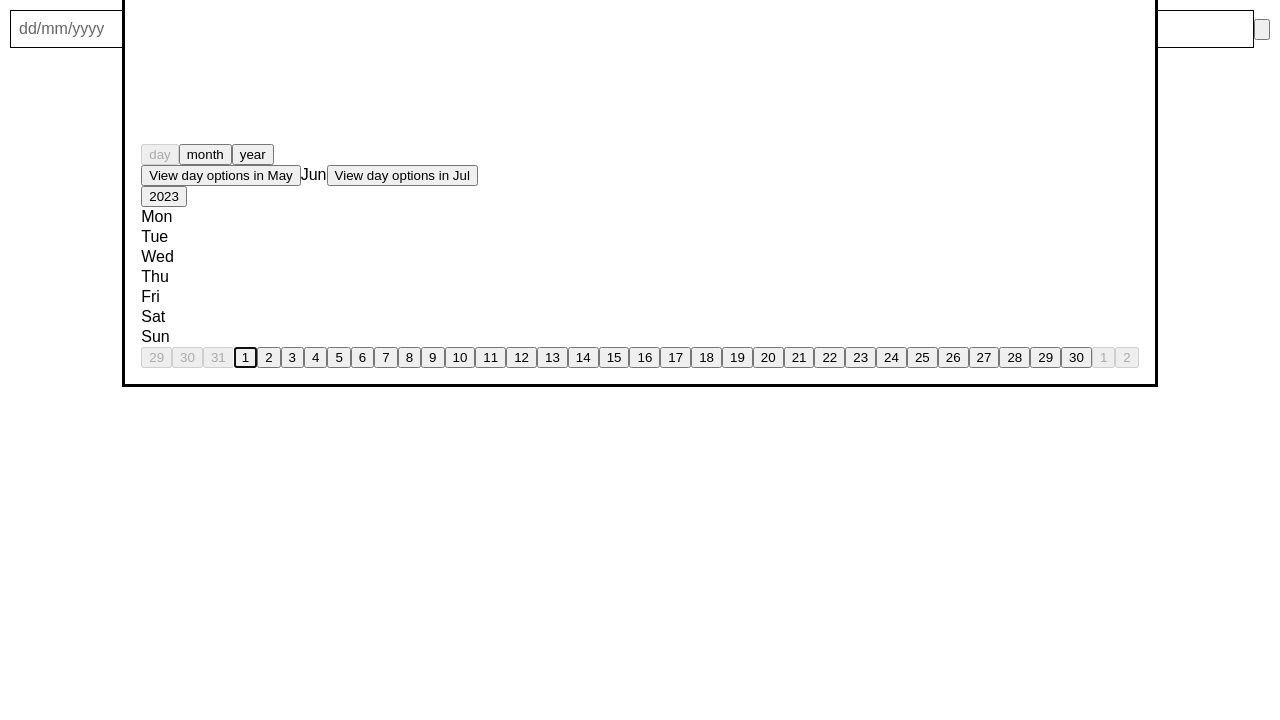 dd/mm/yyyy
day month year
View day options in May Jun View day options in Jul
2023
Mon
Tue
Wed
Thu
Fri
Sat
Sun
29 30 31 1 2 3 4 5 6 7 8 9 10 11 12 13 14 15 16 17 18 19 20 21 22 23 24 25 26 27 28 29 30 1 2